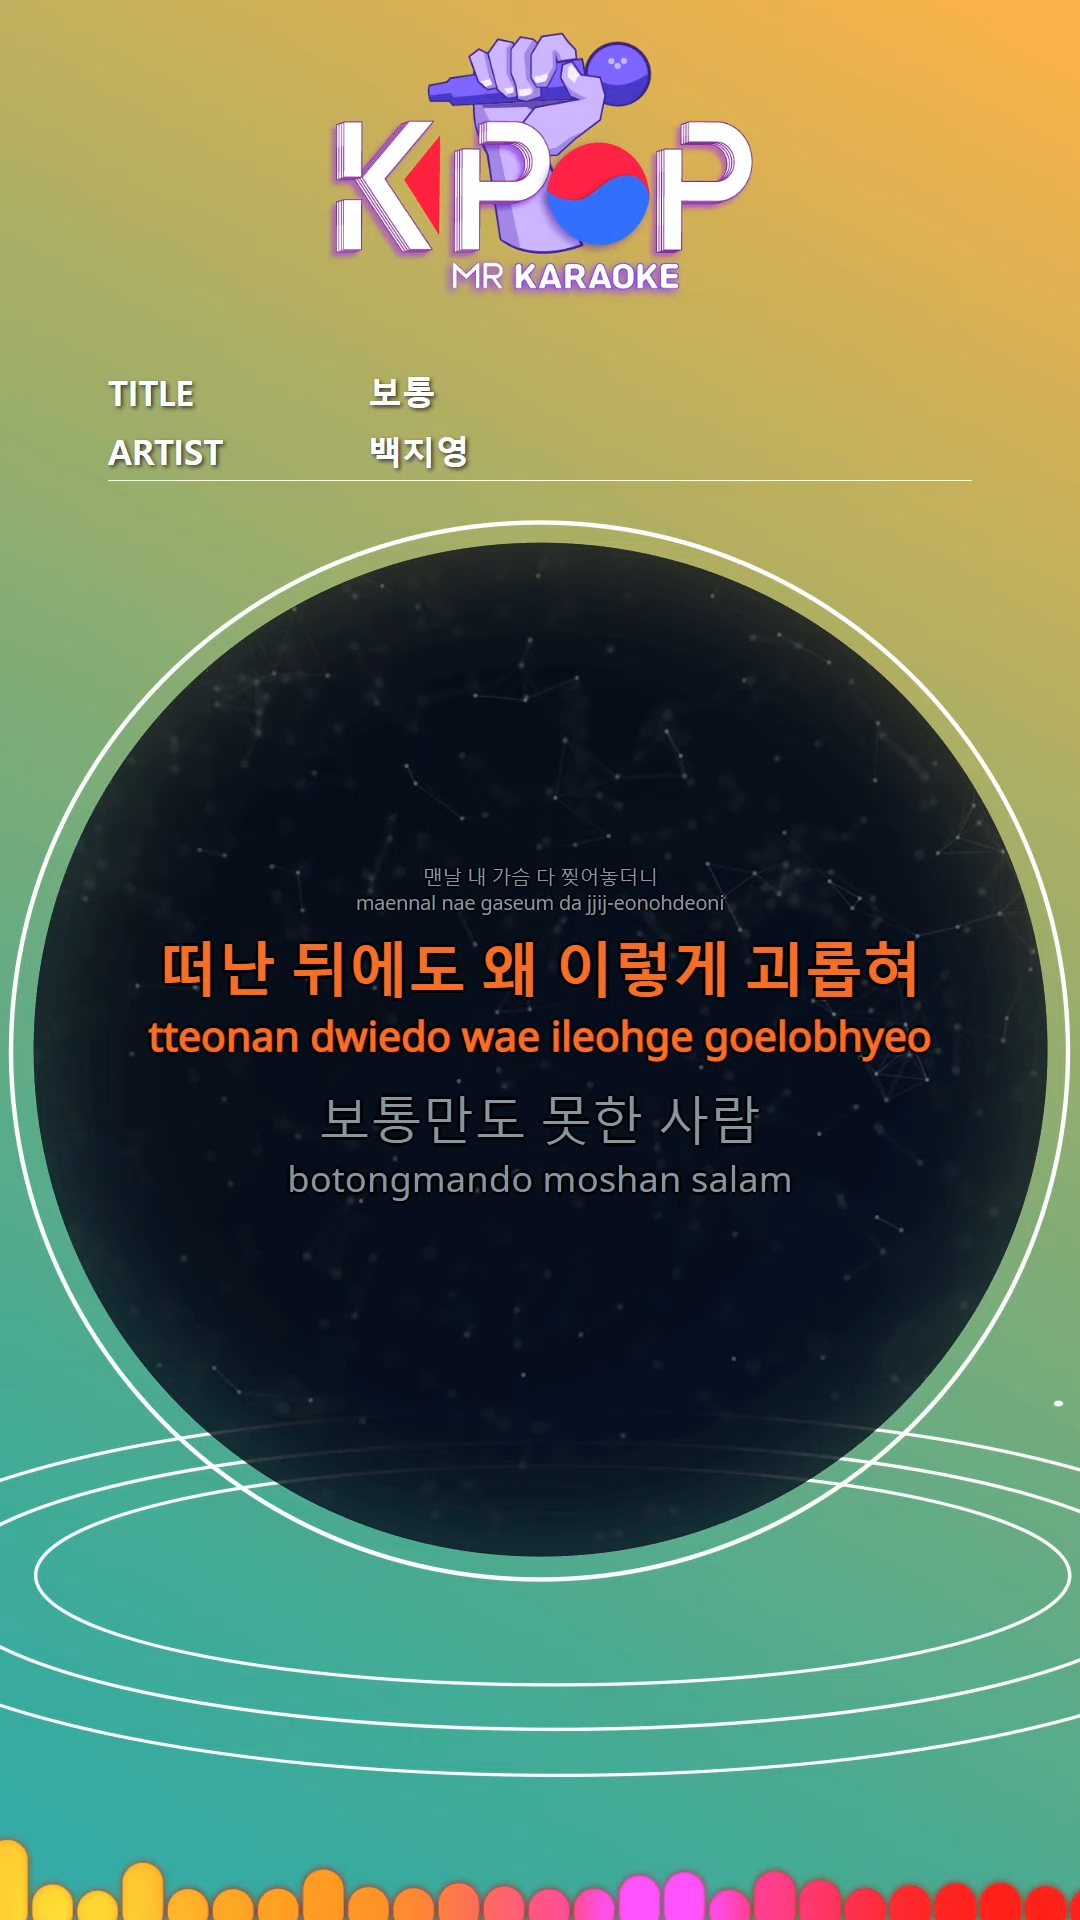 KPOP
MR KARAOKE
TITLE 보통
ARTIST 백지영
맨날 내 가슴 다 찢어놓더니
maennal nae gaseum da jjij-eonohdeoni
떠난 뒤에도 왜 이렇게 괴롭혀
tteonan dwiedo wae ileohge goelobhyeo
보통만도 못한 사람
botongmando moshan salam